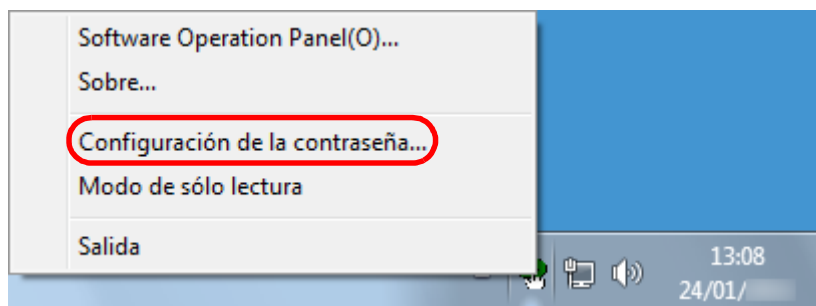 Software Operation Panel(O)...
Sobre...
Configuración de la contraseña...
Modo de sólo lectura
Salida
13:08
24/01/